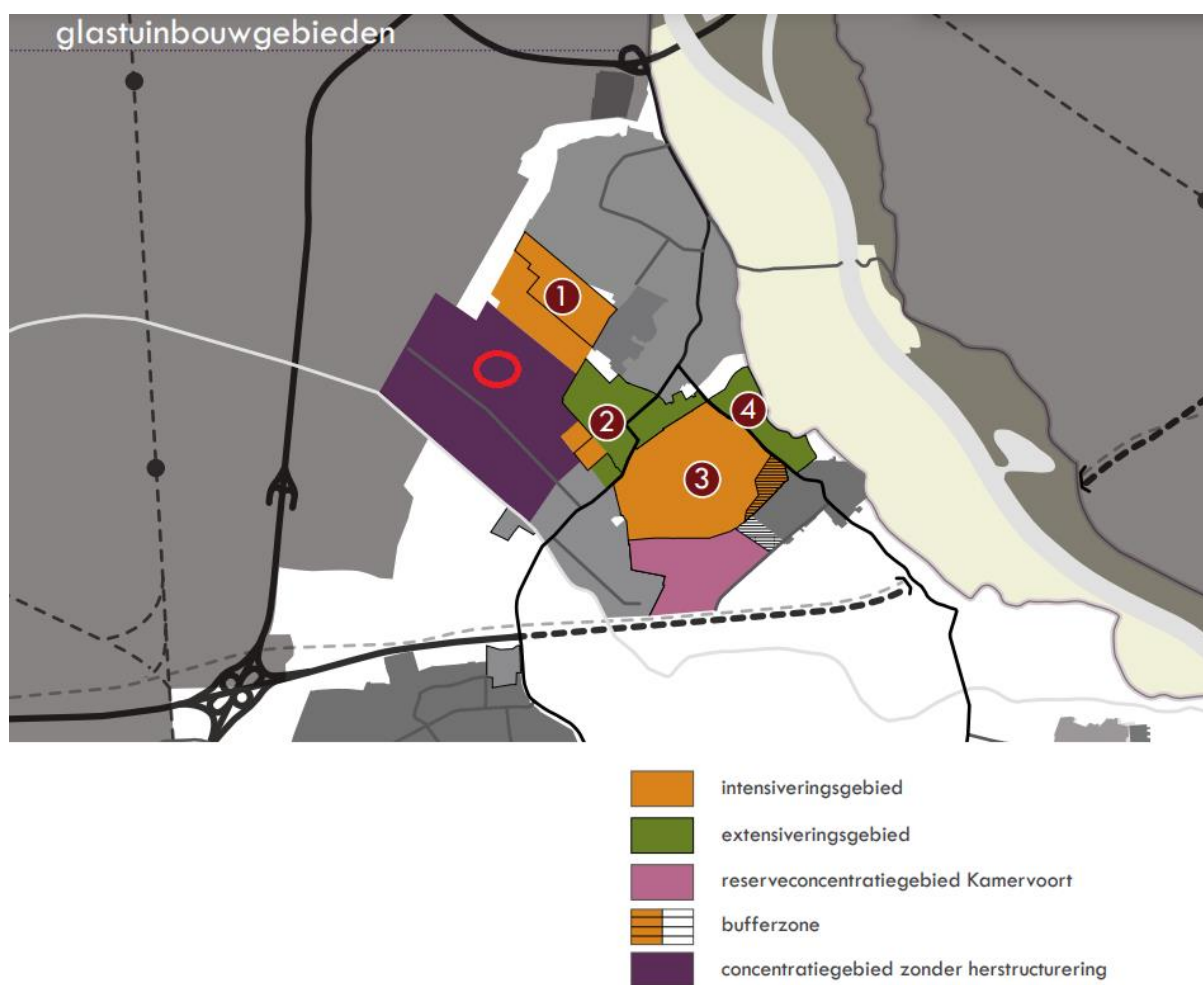 glastuinbouwgebieden
1
2
4
3
intensiveringsgebied
extensiveringsgebied
reserveconcentratiegebied Kamervoort
bufferzone
concentratiegebied zonder herstructurering